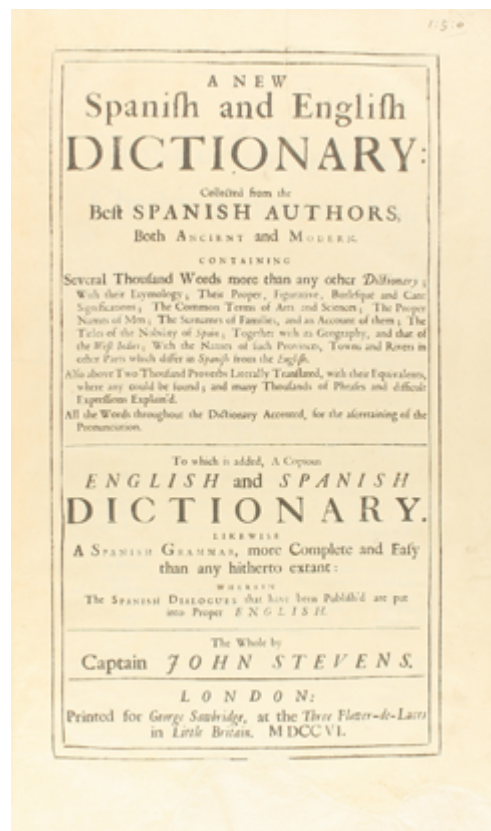 1:5:0
A NEW
Spaniſh and Engliſh
DICTIONARY:
Collected from the
Beſt SPANISH AUTHORS,
Both ANCIENT and MODERN.
CONTAINING
Several Thouſand Words more than any other Dictionary;
With their Etymology; Their Proper, Figurative, Burleſque and Cant
Significations; The Common Terms of Arts and Sciences; The Proper
Names of Men; The Surnames of Families, and an Account of them; The
Titles of the Nobility of Spain; Together with its Geography, and that of
the Weſt Indies; With the Names of ſuch Provinces, Towns and Rivers in
other Parts which differ in Spaniſh from the Engliſh.
Alſo above Two Thouſand Proverbs Literally Tranſlated, with their Equivalents,
where any could be found; and many Thouſands of Phraſes and difficult
Expreſſions Explain'd.
All the Words throughout the Dictionary Accented, for the aſcertaining of the
Pronunciation.
To which is added, A Copious
ENGLISH and SPANISH
DICTIONARY.
LIKEWISE
A SPANISH GRAMMAR, more Complete and Eaſy
than any hitherto extant:
WHEREIN
The SPANISH DIALOGUES that have been Publiſh'd are put
into Proper ENGLISH.
The Whole by
Captain JOHN STEVENS.
LONDON:
Printed for George Sawbridge, at the Three Flower-de-Luces
in Little Britain. MDCCVI.